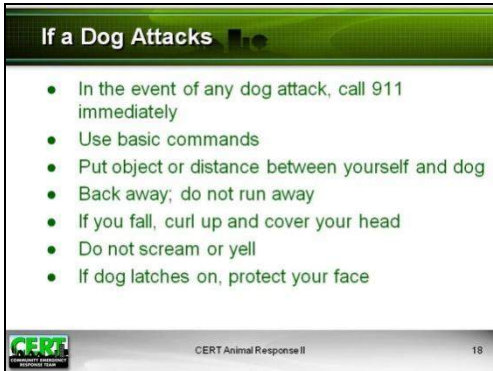 If a Dog Attacks
● In the event of any dog attack, call 911
immediately
● Use basic commands
● Put object or distance between yourself and dog
● Back away; do not run away
● If you fall, curl up and cover your head
● Do not scream or yell
● If dog latches on, protect your face
CERT
COMMUNITY EMERGENCY
RESPONSE TEAM
CERT Animal Response II
18